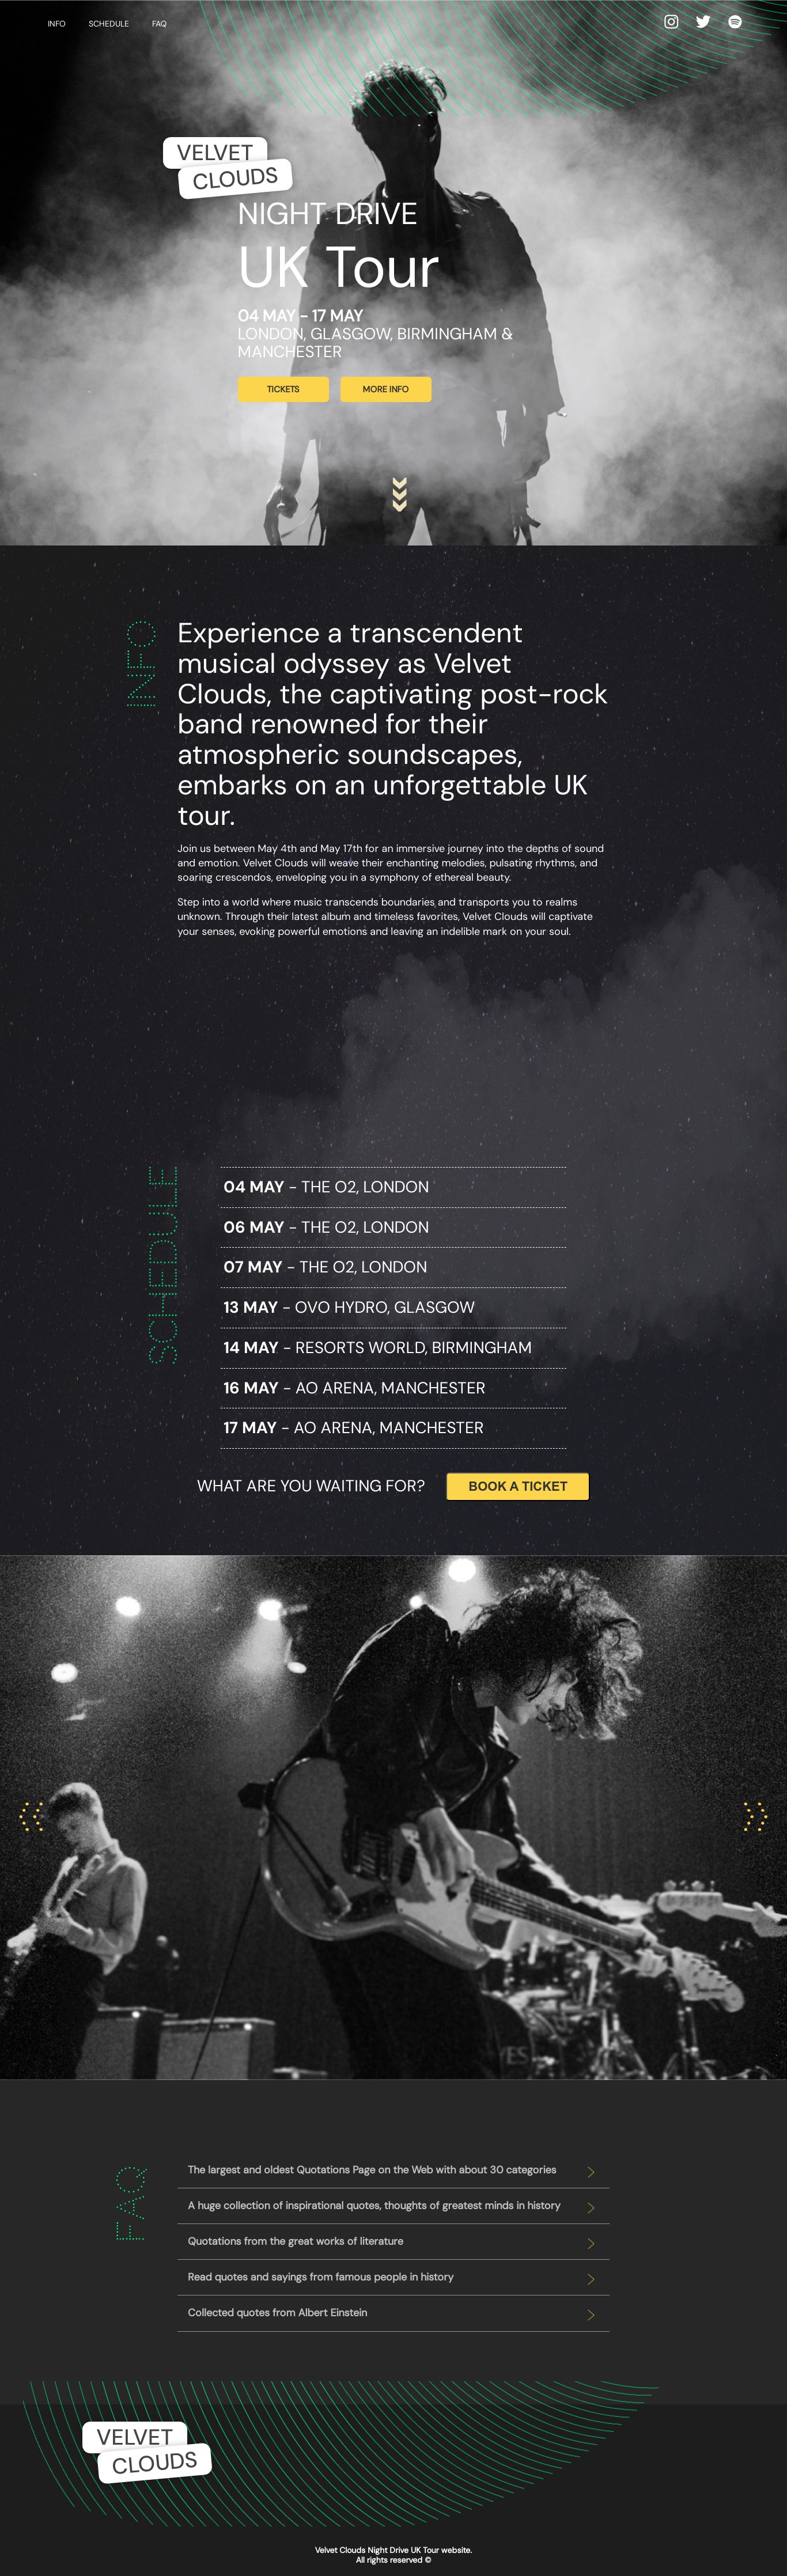 INFO SCHEDULE FAQ
VELVET
CLOUDS
NIGHT DRIVE
UK Tour
04 MAY - 17 MAY
LONDON, GLASGOW, BIRMINGHAM &
MANCHESTER
TICKETS MORE INFO
INFO
Experience a transcendent
musical odyssey as Velvet
Clouds, the captivating post-rock
band renowned for their
atmospheric soundscapes,
embarks on an unforgettable UK
tour.
Join us between May 4th and May 17th for an immersive journey into the depths of sound
and emotion. Velvet Clouds will weave their enchanting melodies, pulsating rhythms, and
soaring crescendos, enveloping you in a symphony of ethereal beauty.
Step into a world where music transcends boundaries and transports you to realms
unknown. Through their latest album and timeless favorites, Velvet Clouds will captivate
your senses, evoking powerful emotions and leaving an indelible mark on your soul.
SCHEDULE
04 MAY - THE O2, LONDON
06 MAY - THE O2, LONDON
07 MAY - THE O2, LONDON
13 MAY - OVO HYDRO, GLASGOW
14 MAY - RESORTS WORLD, BIRMINGHAM
16 MAY - AO ARENA, MANCHESTER
17 MAY - AO ARENA, MANCHESTER
WHAT ARE YOU WAITING FOR? BOOK A TICKET
FAQ
The largest and oldest Quotations Page on the Web with about 30 categories
A huge collection of inspirational quotes, thoughts of greatest minds in history
Quotations from the great works of literature
Read quotes and sayings from famous people in history
Collected quotes from Albert Einstein
VELVET
CLOUDS
Velvet Clouds Night Drive UK Tour website.
All rights reserved ©